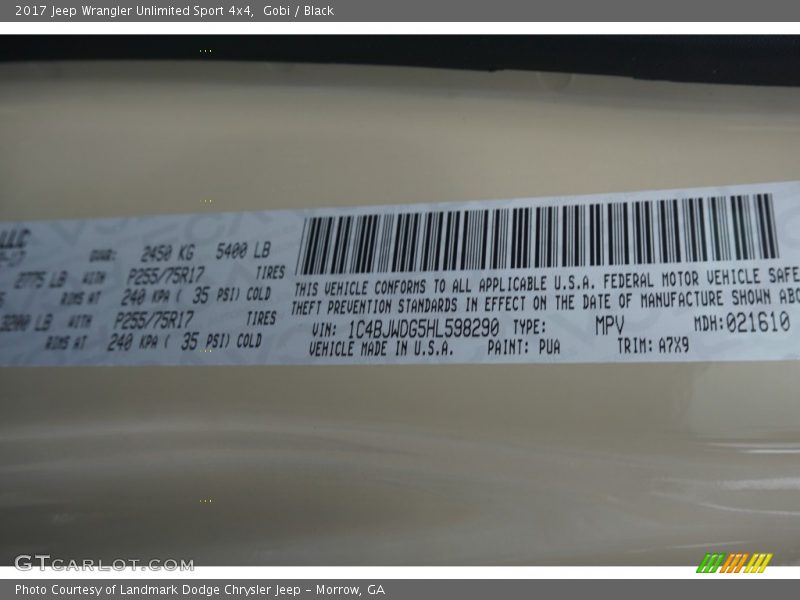 2017 Jeep Wrangler Unlimited Sport 4x4,  Gobi / Black
LLC
2450 KG 5400 LB
2775 LB WITH P255/75R17 TIRES
RIMS AT 240 KPA ( 35 PSI) COLD
3200 LB WITH P255/75R17 TIRES
RIMS AT 240 KPA ( 35 PSI) COLD
THIS VEHICLE CONFORMS TO ALL APPLICABLE U.S.A. FEDERAL MOTOR VEHICLE SAFE
THEFT PREVENTION STANDARDS IN EFFECT ON THE DATE OF MANUFACTURE SHOWN ABO
VIN: 1C4BJWDG5HL598290 TYPE: MPV MDH:021610
VEHICLE MADE IN U.S.A. PAINT: PUA TRIM: A7X9
GTCARLOT.COM
Photo Courtesy of Landmark Dodge Chrysler Jeep – Morrow, GA